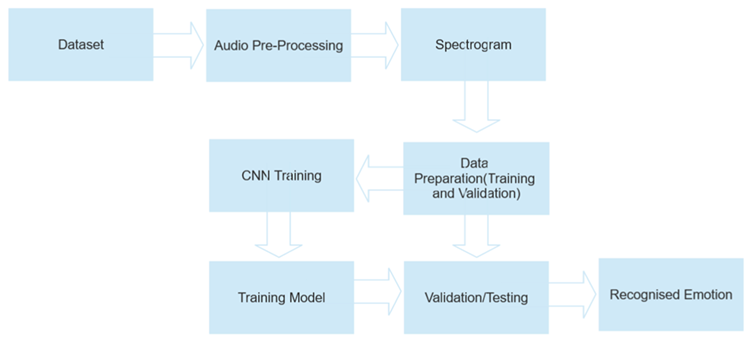 Dataset
Audio Pre-Processing
Spectrogram
CNN Training
Data
Preparation(Training
and Validation)
Training Model
Validation/Testing
Recognised Emotion